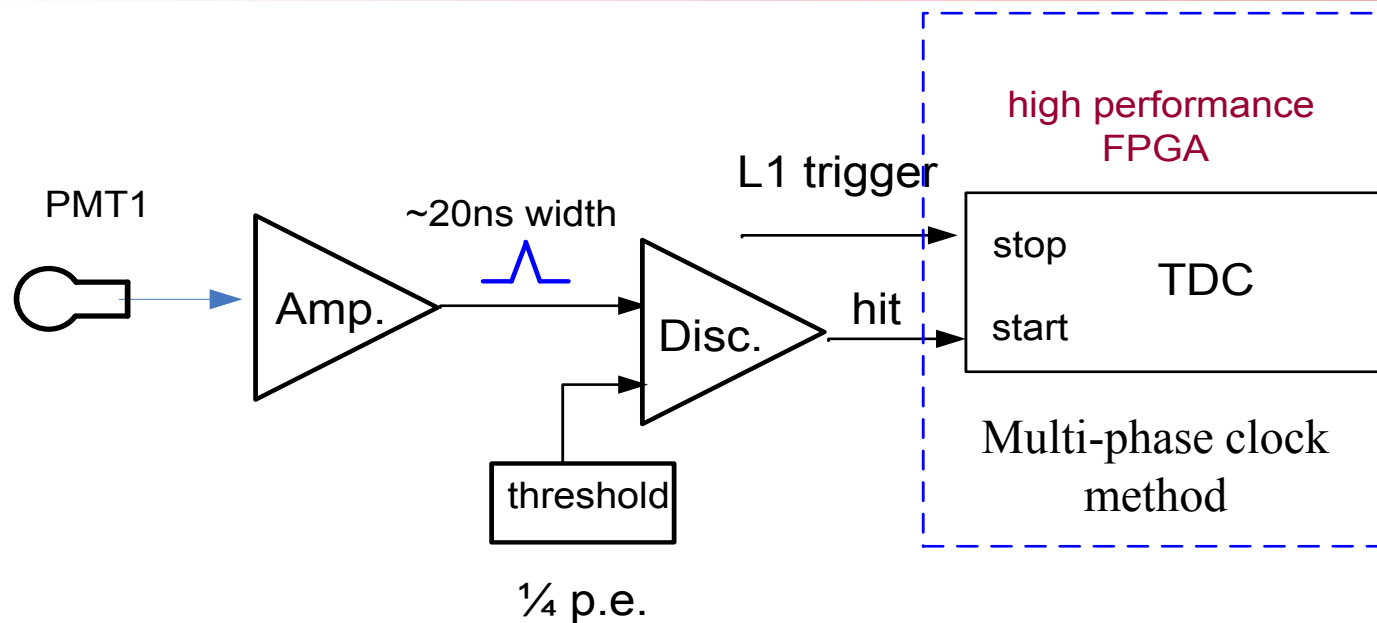 high performance
FPGA
L1 trigger
PMT1
~20ns width
stop
TDC
Amp.
hit
Disc.
start
Multi-phase clock
method
threshold
¼ p.e.